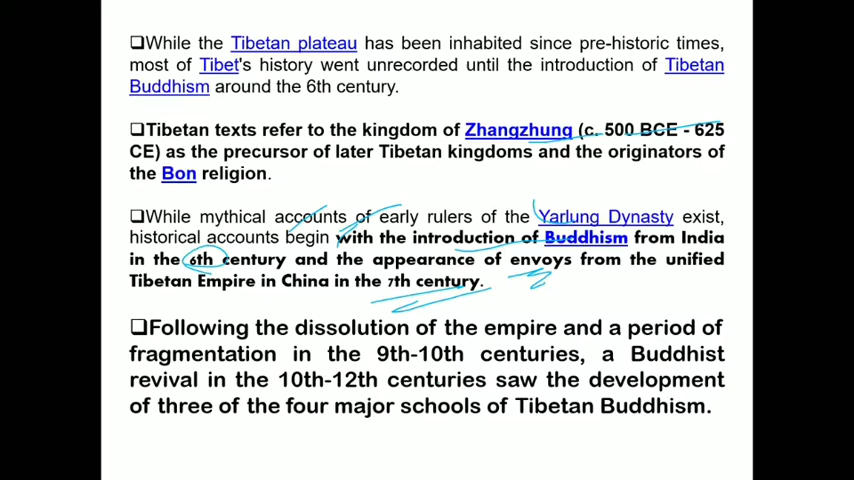 ❑While the Tibetan plateau has been inhabited since pre-historic times,
most of Tibet's history went unrecorded until the introduction of Tibetan
Buddhism around the 6th century.
❑Tibetan texts refer to the kingdom of Zhangzhung (c. 500 BCE - 625
CE) as the precursor of later Tibetan kingdoms and the originators of
the Bon religion.
❑While mythical accounts of early rulers of the Yarlung Dynasty exist,
historical accounts begin with the introduction of Buddhism from India
in the 6th century and the appearance of envoys from the unified
Tibetan Empire in China in the 7th century.
❑Following the dissolution of the empire and a period of
fragmentation in the 9th-10th centuries, a Buddhist
revival in the 10th-12th centuries saw the development
of three of the four major schools of Tibetan Buddhism.